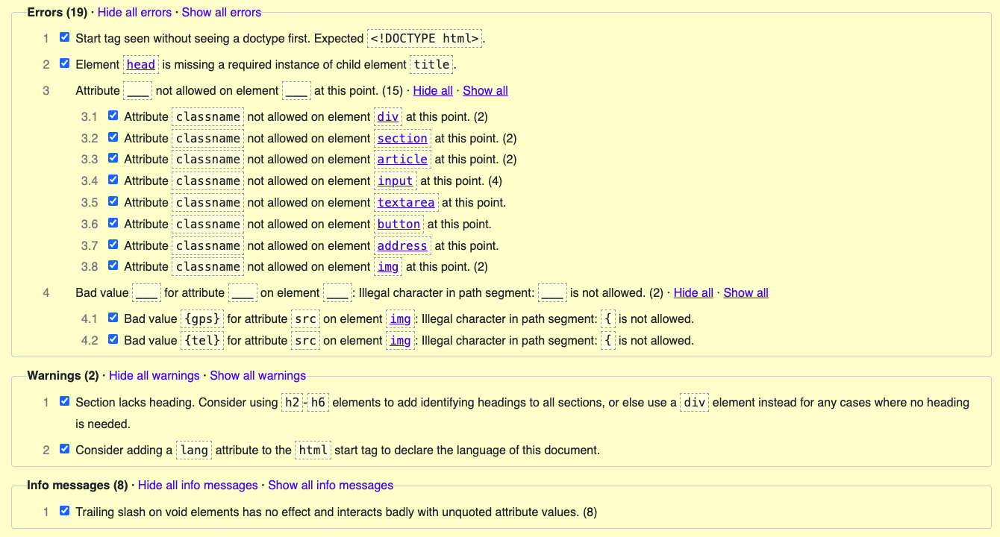 Errors (19) · Hide all errors · Show all errors
1 Start tag seen without seeing a doctype first. Expected <!DOCTYPE html>.
2 Element head is missing a required instance of child element title.
3 Attribute ___ not allowed on element ___ at this point. (15) · Hide all · Show all
3.1 Attribute classname not allowed on element div at this point. (2)
3.2 Attribute classname not allowed on element section at this point. (2)
3.3 Attribute classname not allowed on element article at this point. (2)
3.4 Attribute classname not allowed on element input at this point. (4)
3.5 Attribute classname not allowed on element textarea at this point.
3.6 Attribute classname not allowed on element button at this point.
3.7 Attribute classname not allowed on element address at this point.
3.8 Attribute classname not allowed on element img at this point. (2)
4 Bad value ___ for attribute ___ on element ___: Illegal character in path segment: ___ is not allowed. (2) · Hide all · Show all
4.1 Bad value {gps} for attribute src on element img: Illegal character in path segment: { is not allowed.
4.2 Bad value {tel} for attribute src on element img: Illegal character in path segment: { is not allowed.
Warnings (2) · Hide all warnings · Show all warnings
1 Section lacks heading. Consider using h2-h6 elements to add identifying headings to all sections, or else use a div element instead for any cases where no heading
is needed.
2 Consider adding a lang attribute to the html start tag to declare the language of this document.
Info messages (8) · Hide all info messages · Show all info messages
1 Trailing slash on void elements has no effect and interacts badly with unquoted attribute values. (8)